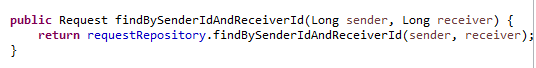 public Request findBySenderIdAndReceiverId(Long sender, Long receiver) {
    return requestRepository.findBySenderIdAndReceiverId(sender, receiver);
}